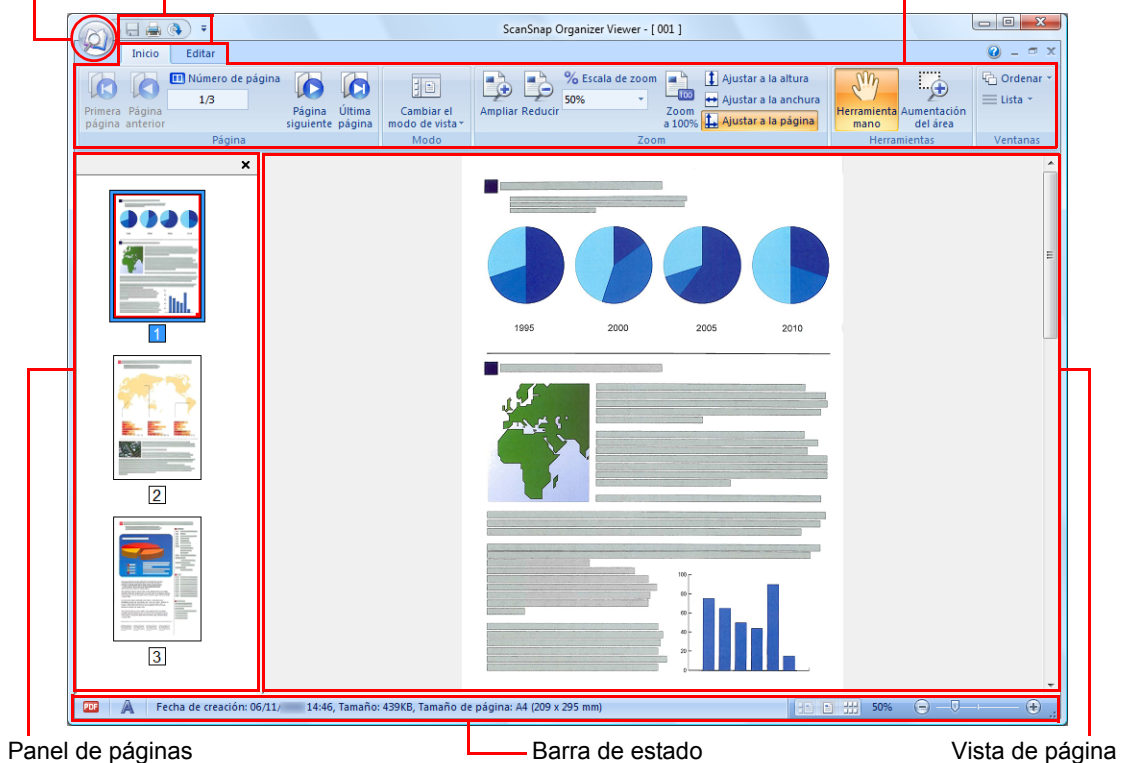 ScanSnap Organizer Viewer - [ 001 ]
Inicio Editar
Primera página
Página anterior
Número de página
1/3
Página siguiente
Última página
Página
Cambiar el modo de vista
Modo
Ampliar Reducir
% Escala de zoom
50%
100
Zoom a 100%
Ajustar a la altura
Ajustar a la anchura
Ajustar a la página
Zoom
Herramienta mano
Aumentación del área
Herramientas
Ordenar
Lista
Ventanas
1
2
3
1995 2000 2005 2010
100
80
60
40
20
0
PDF A Fecha de creación: 06/11/ 14:46, Tamaño: 439KB, Tamaño de página: A4 (209 x 295 mm) 50%
Panel de páginas Barra de estado Vista de página